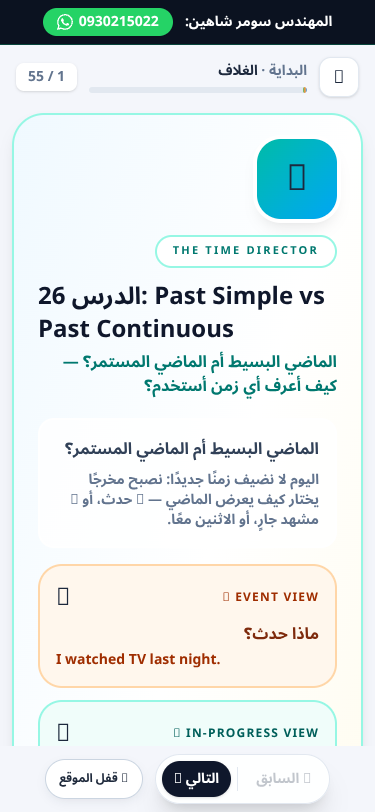 المهندس سومر شاهين: 0930215022
البداية · الغلاف
55 / 1
THE TIME DIRECTOR
الدرس 26: Past Simple vs
Past Continuous
الماضي البسيط أم الماضي المستمر؟ —
كيف أعرف أي زمن أستخدم؟
الماضي البسيط أم الماضي المستمر؟
اليوم لا نضيف زمنًا جديدًا: نصبح مخرجًا
يختار كيف يعرض الماضي — حدث، أو
مشهد جارٍ، أو الاثنين معًا.
EVENT VIEW
ماذا حدث؟
I watched TV last night.
IN-PROGRESS VIEW
السابق
التالي
قفل الموقع